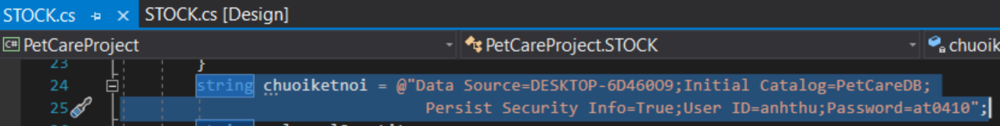 STOCK.cs STOCK.cs [Design]
C# PetCareProject PetCareProject.STOCK chuoik
23 }
24 string chuoiketnoi = @"Data Source=DESKTOP-6D46009;Initial Catalog=PetCareDB;
25 Persist Security Info=True;User ID=anhthu;Password=at0410";